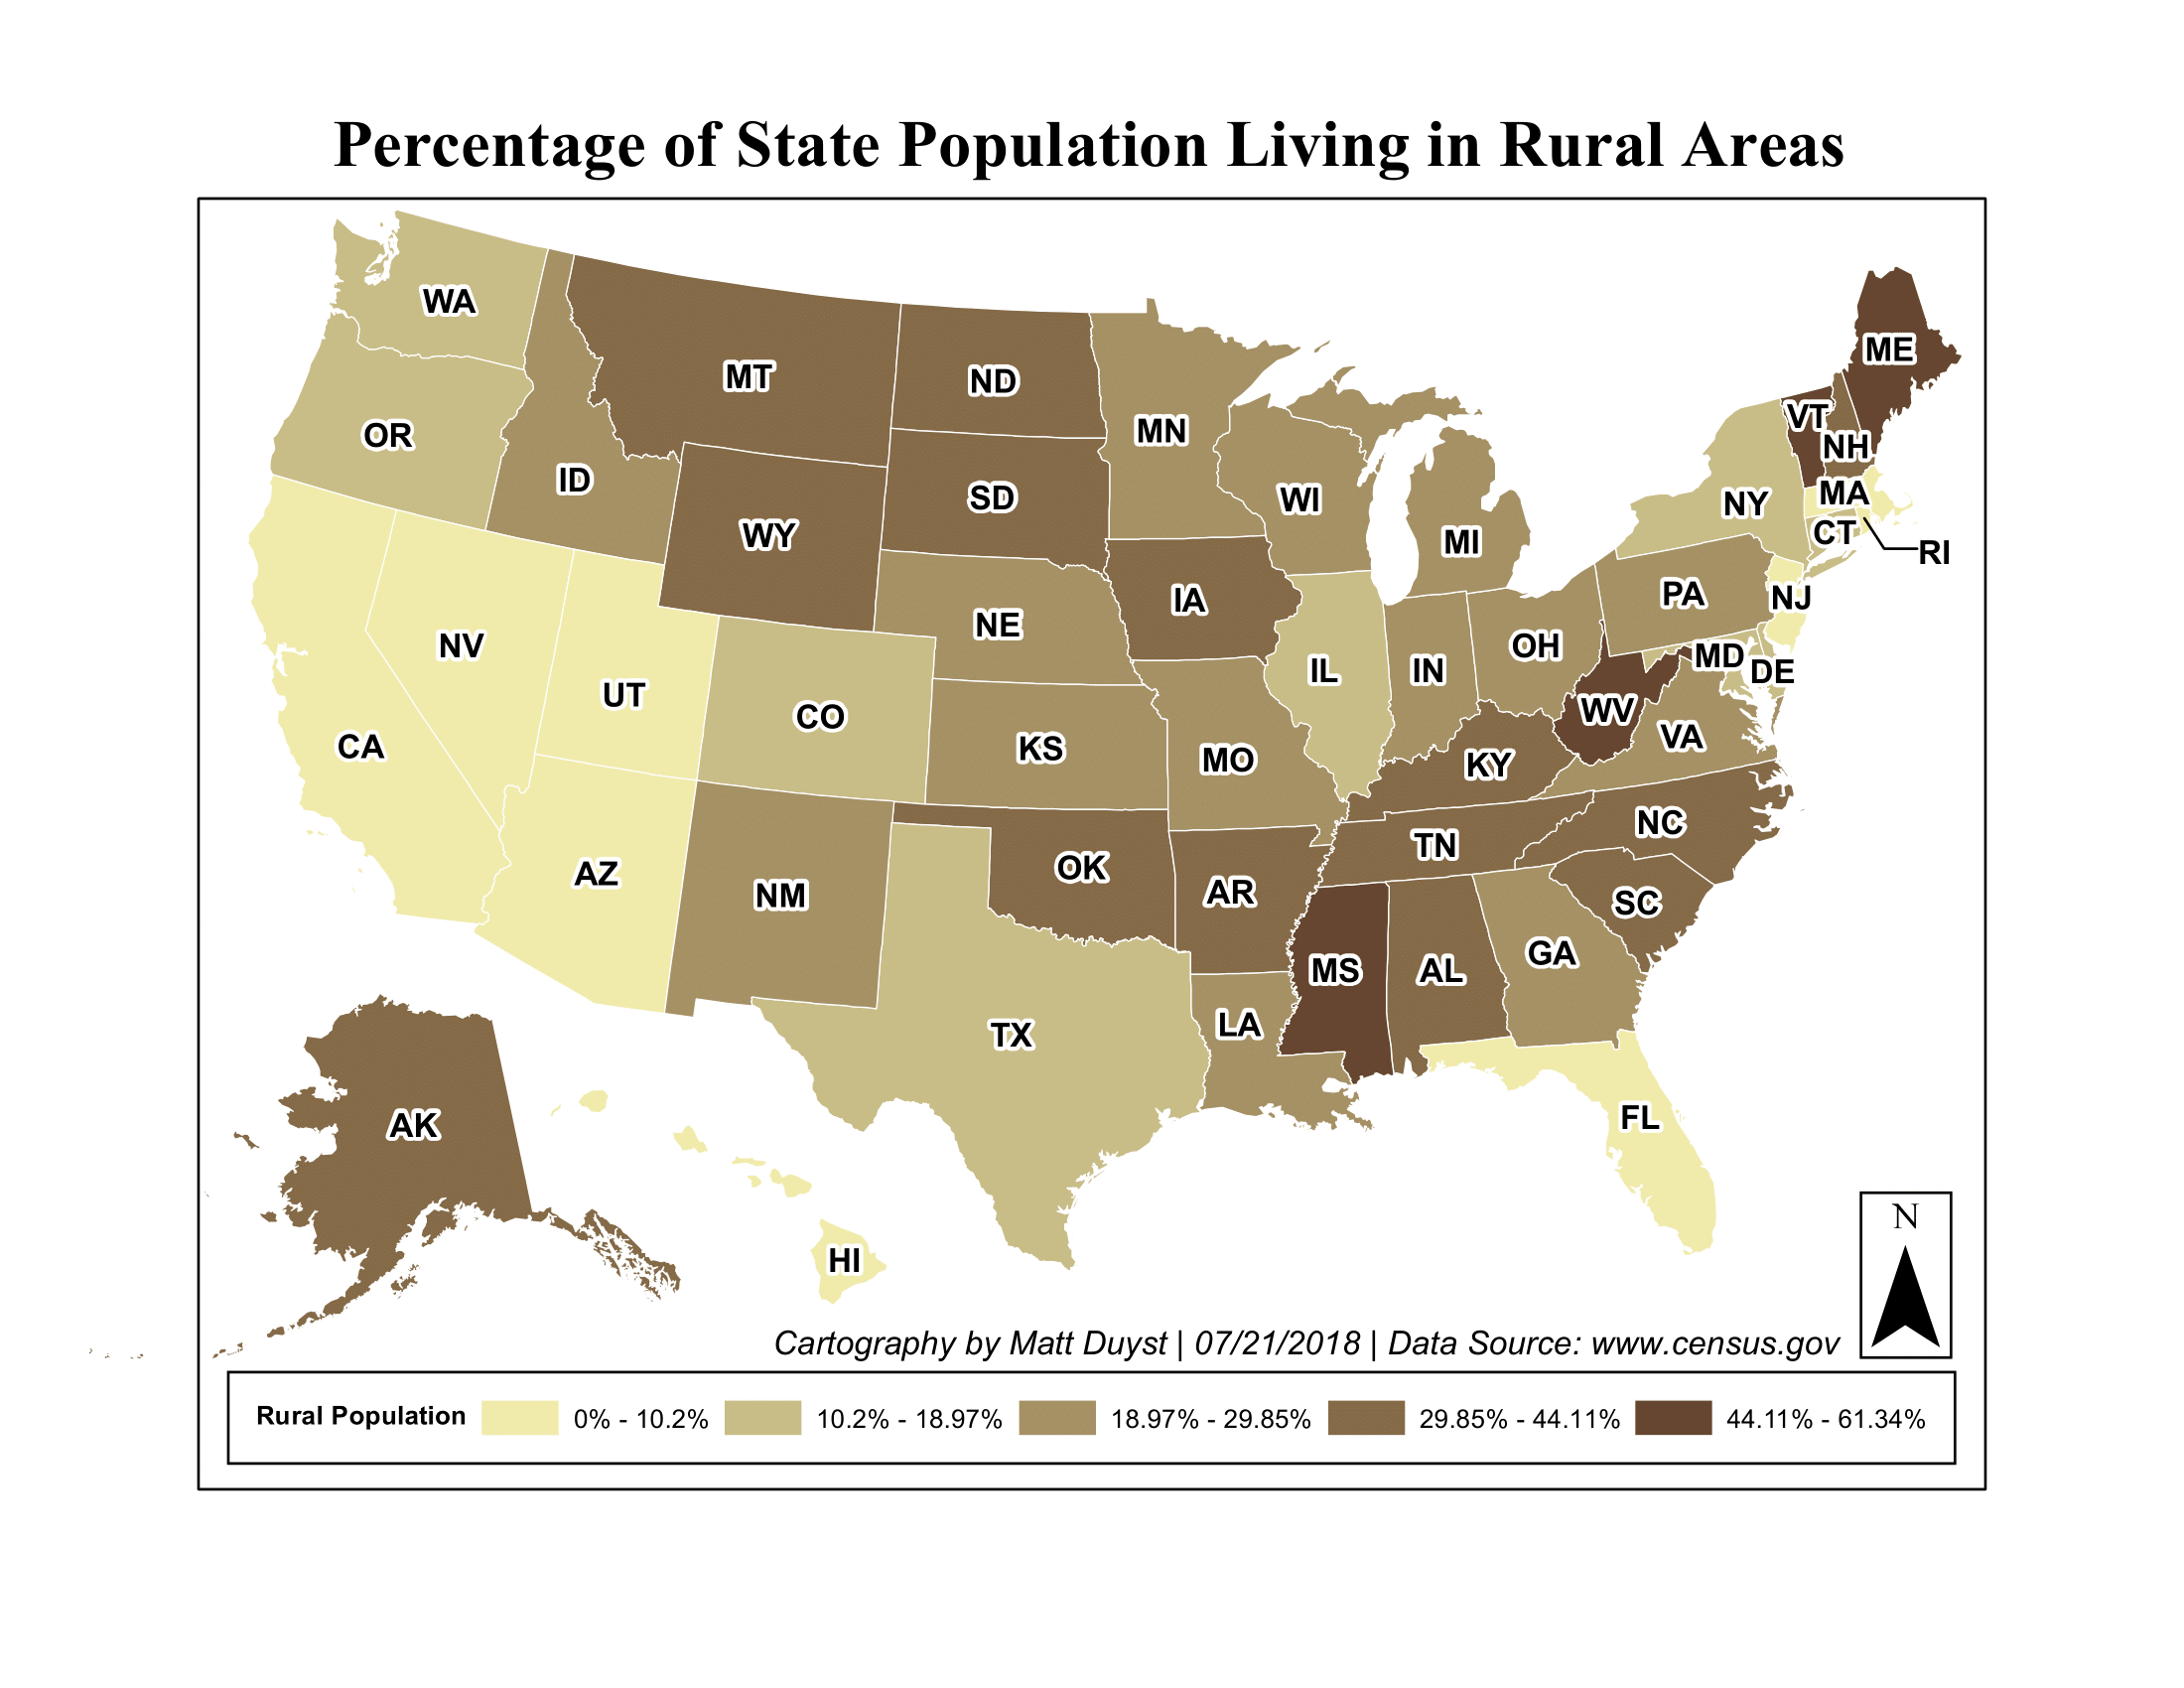 Percentage of State Population Living in Rural Areas
WA
MT
ND
MN
ME
OR
ID
WY
SD
WI
MI
VT
NH
NY
MA
CT
RI
NV
UT
CO
NE
IA
IL
IN
OH
PA
NJ
MD
DE
CA
KS
MO
KY
WV
VA
AZ
NM
OK
AR
TN
NC
SC
TX
LA
MS
AL
GA
FL
AK
HI
N
Cartography by Matt Duyst | 07/21/2018 | Data Source: www.census.gov
Rural Population 0% - 10.2% 10.2% - 18.97% 18.97% - 29.85% 29.85% - 44.11% 44.11% - 61.34%